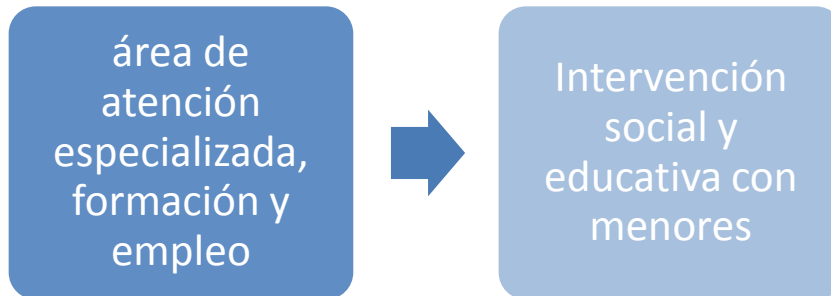 área de
atención
especializada,
formación y
empleo
Intervención
social y
educativa con
menores